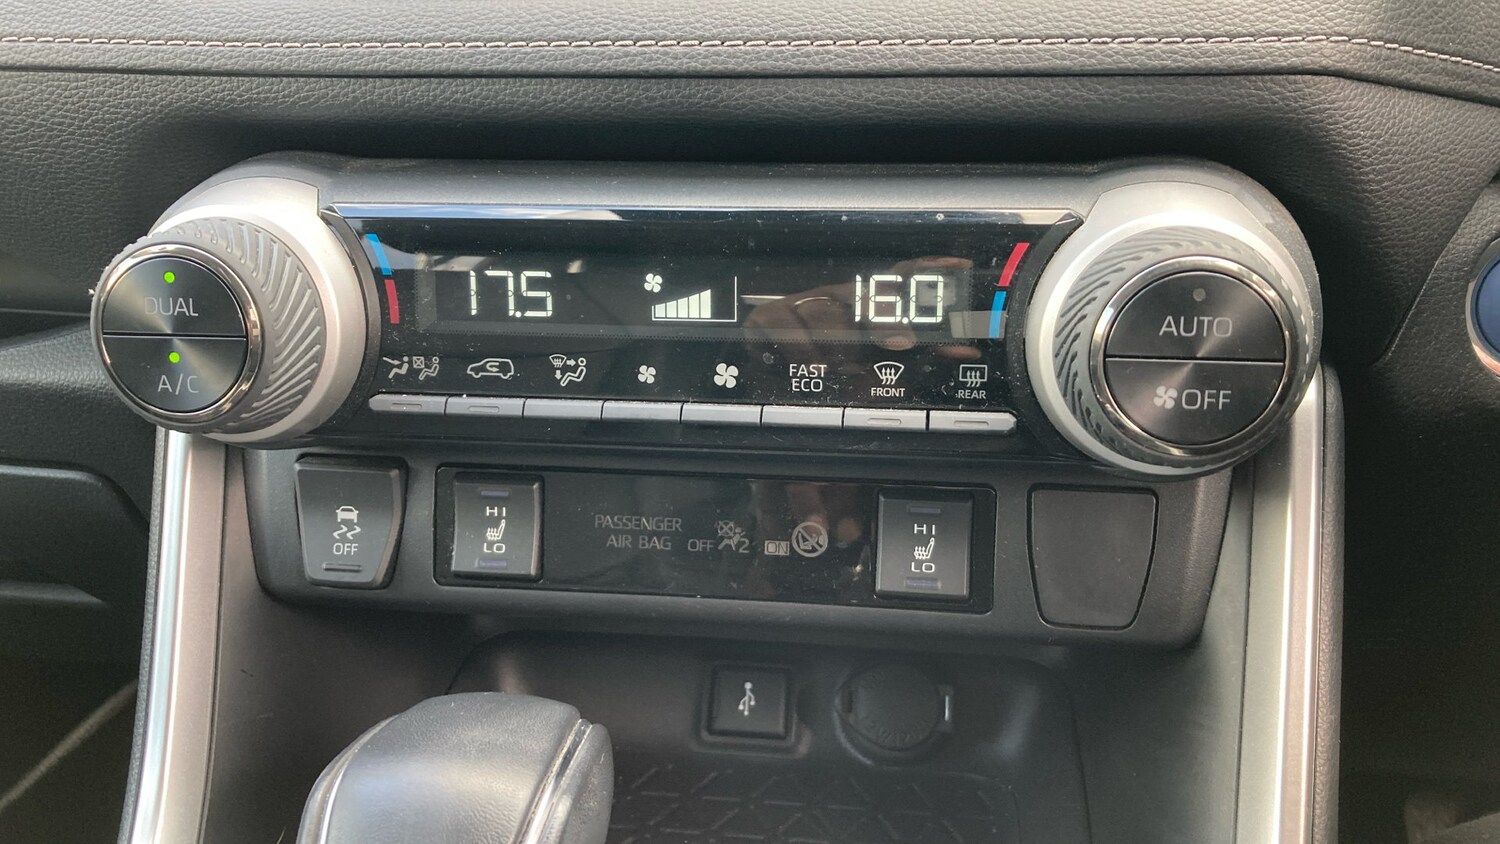 17.5
16.0
DUAL
A/C
AUTO
OFF
FAST
ECO
FRONT
REAR
OFF
HI
LO
PASSENGER
AIR BAG OFF 2 ON
HI
LO